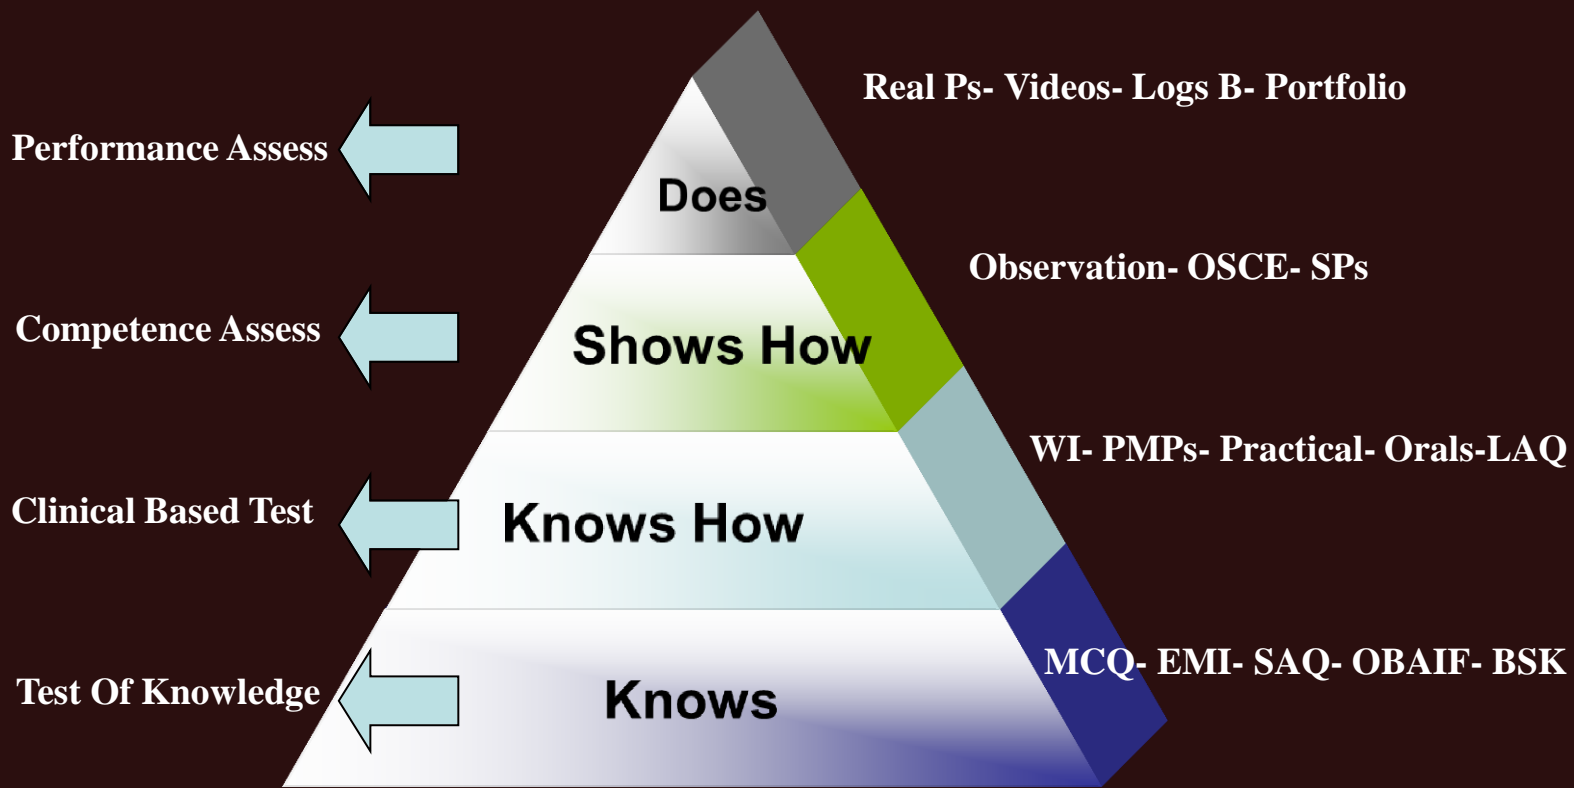 Real Ps- Videos- Logs B- Portfolio
Performance Assess
Does
Observation- OSCE- SPs
Competence Assess
Shows How
WI- PMPs- Practical- Orals-LAQ
Clinical Based Test
Knows How
MCQ- EMI- SAQ- OBAIF- BSK
Test Of Knowledge
Knows